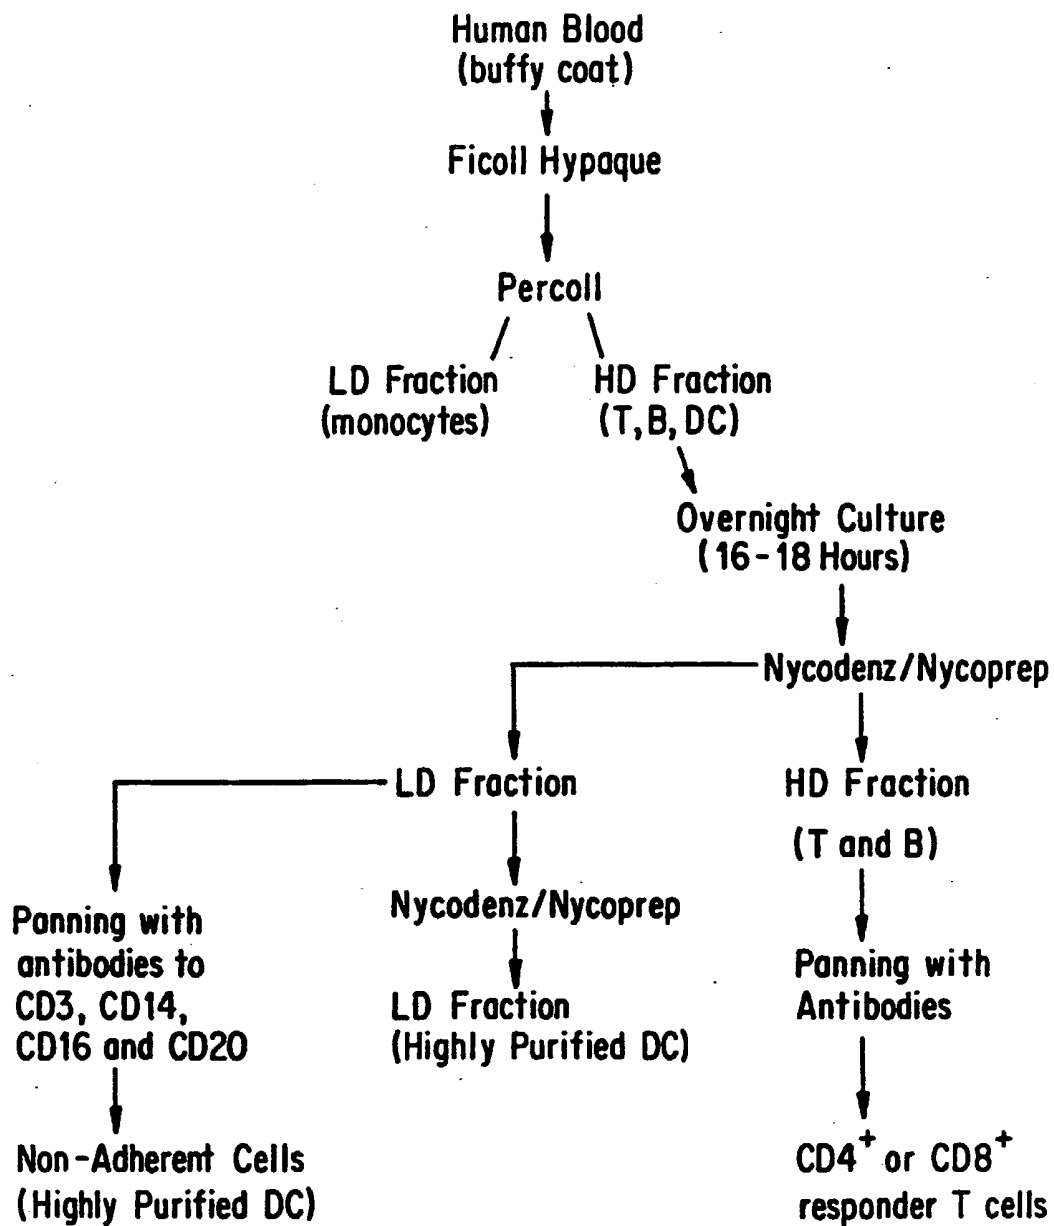 Human Blood
(buffy coat)
Ficoll Hypaque
Percoll
LD Fraction
(monocytes)
HD Fraction
(T, B, DC)
Overnight Culture
(16-18 Hours)
Nycodenz/Nycoprep
LD Fraction
HD Fraction
(T and B)
Panning with
antibodies to
CD3, CD14,
CD16 and CD20
Non-Adherent Cells
(Highly Purified DC)
Nycodenz/Nycoprep
LD Fraction
(Highly Purified DC)
Panning with
Antibodies
CD4+ or CD8+
responder T cells